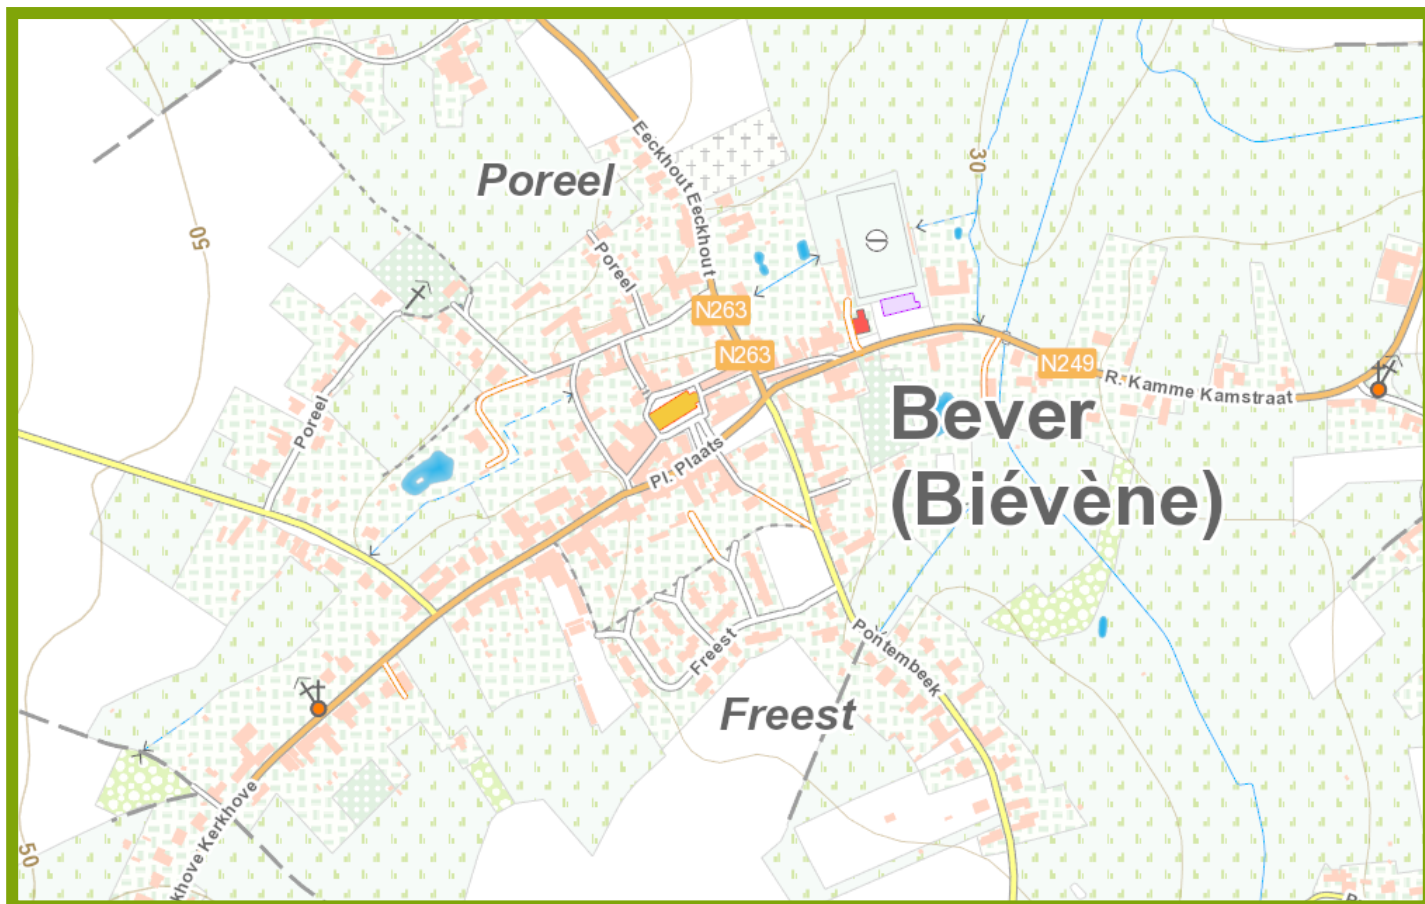 Eeckhout Eeckhout
30
Poreel
50
Poreel
N263
N263
N249
R. Kamme Kamstraat
Bever
(Biévène)
Poreel
Pl. Plaats
Freest
Pontembeek
Freest
khove Kerkhove
50